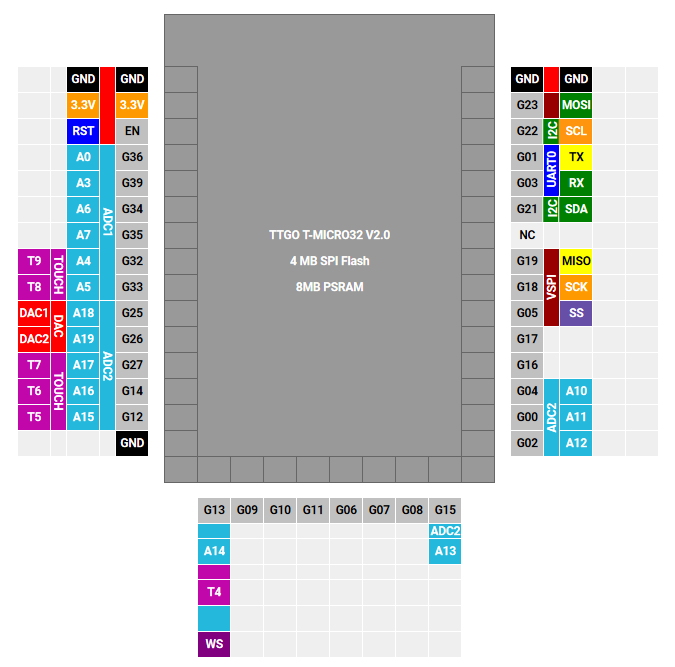 GND GND
3.3V 3.3V
RST EN
A0 G36
A3 G39
A6 G34
A7 G35
ADC1
T9 A4 G32
T8 A5 G33
TOUCH
DAC1 A18 G25
DAC2 A19 G26
DAC
T7 A17 G27
T6 A16 G14
T5 A15 G12
TOUCH
ADC2
GND
TTGO T-MICRO32 V2.0
4 MB SPI Flash
8MB PSRAM
GND GND
G23 MOSI
G22 I2C SCL
G01 TX
G03 RX
UART0
G21 I2C SDA
NC
G19 MISO
G18 SCK
G05 SS
VSPI
G17
G16
G04 A10
G00 A11
G02 A12
ADC2
G13 G09 G10 G11 G06 G07 G08 G15
ADC2
A14 A13
T4
WS